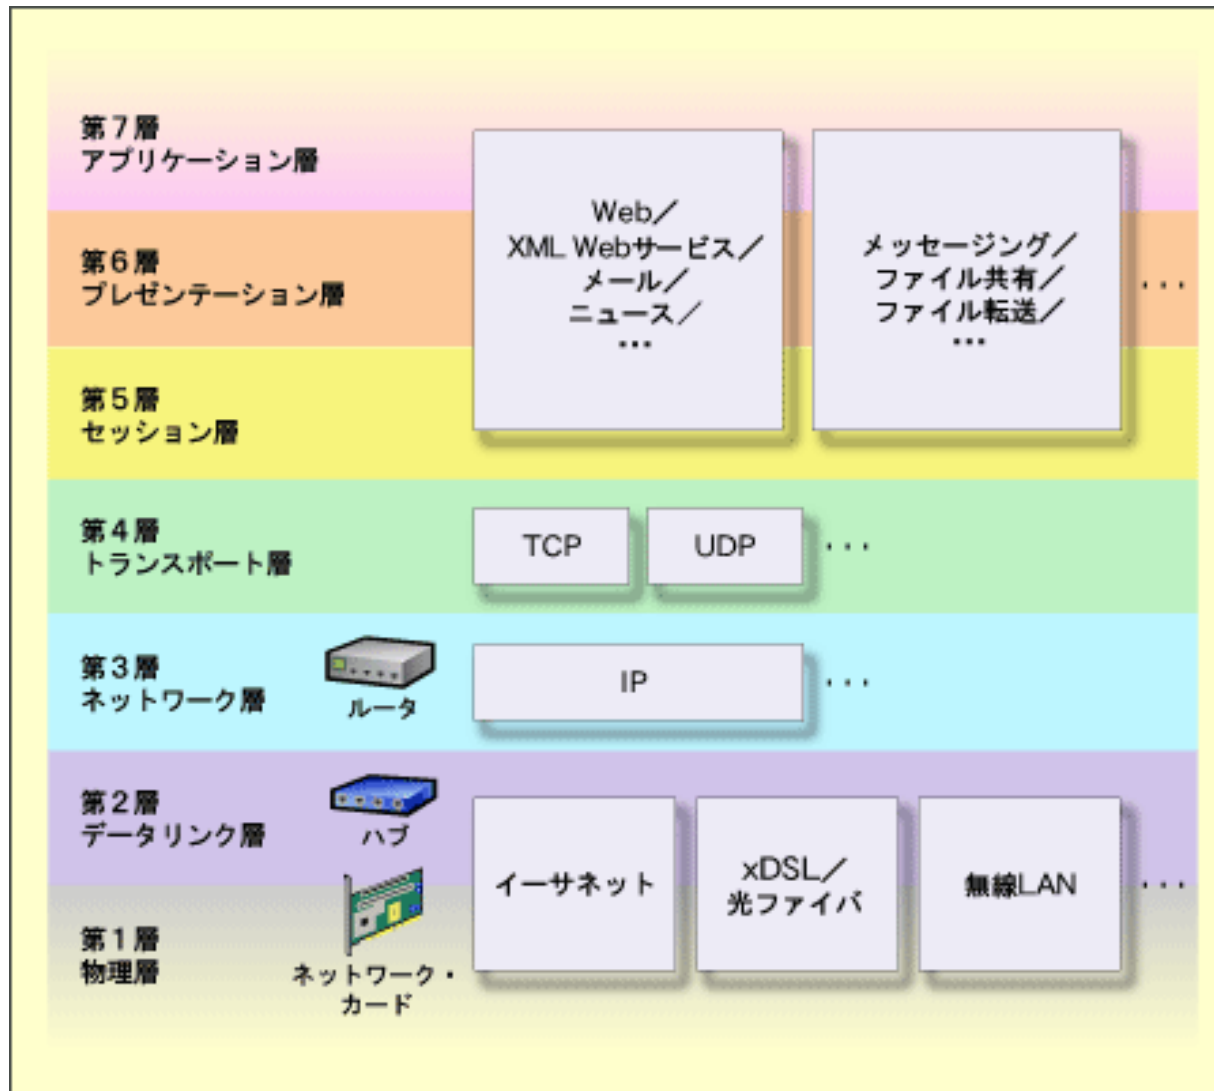 第７層
アプリケーション層
Web／
XML Webサービス／
メール／
ニュース／
…
メッセージング／
ファイル共有／
ファイル転送／
…
第６層
プレゼンテーション層
…
第５層
セッション層
第４層
トランスポート層
TCP
UDP
…
第３層
ネットワーク層
ルータ
IP
…
第２層
データリンク層
ハブ
イーサネット
xDSL／
光ファイバ
無線LAN
…
第１層
物理層
ネットワーク・
カード